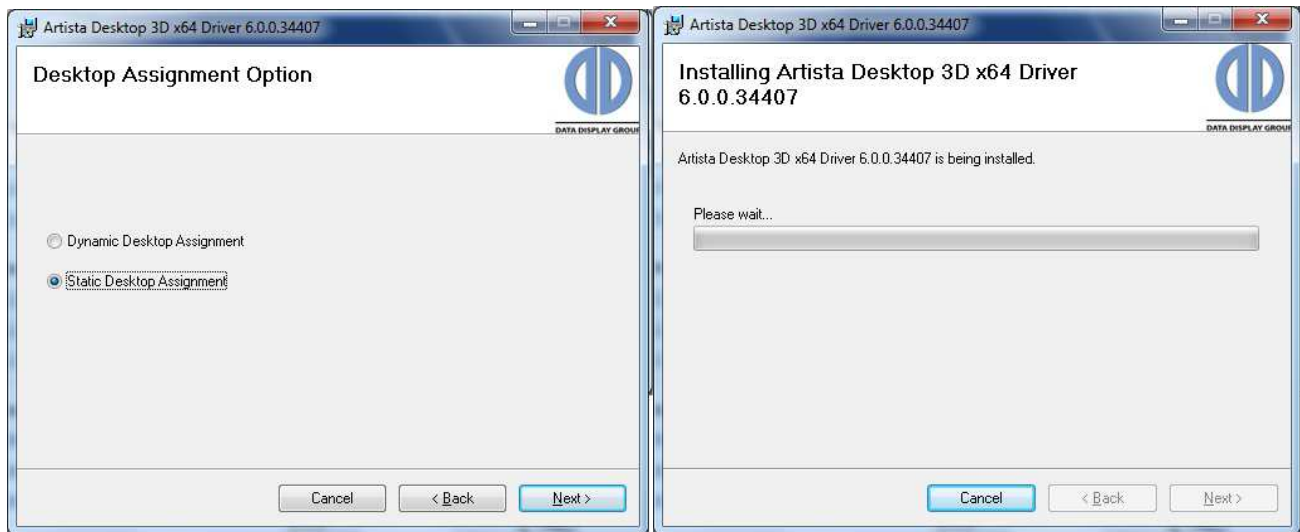 Artista Desktop 3D x64 Driver 6.0.0.34407
Desktop Assignment Option
DATA DISPLAY GROUP
Dynamic Desktop Assignment
Static Desktop Assignment
Cancel
< Back
Next >
Artista Desktop 3D x64 Driver 6.0.0.34407
Installing Artista Desktop 3D x64 Driver
6.0.0.34407
DATA DISPLAY GROUP
Artista Desktop 3D x64 Driver 6.0.0.34407 is being installed.
Please wait...
Cancel
< Back
Next >